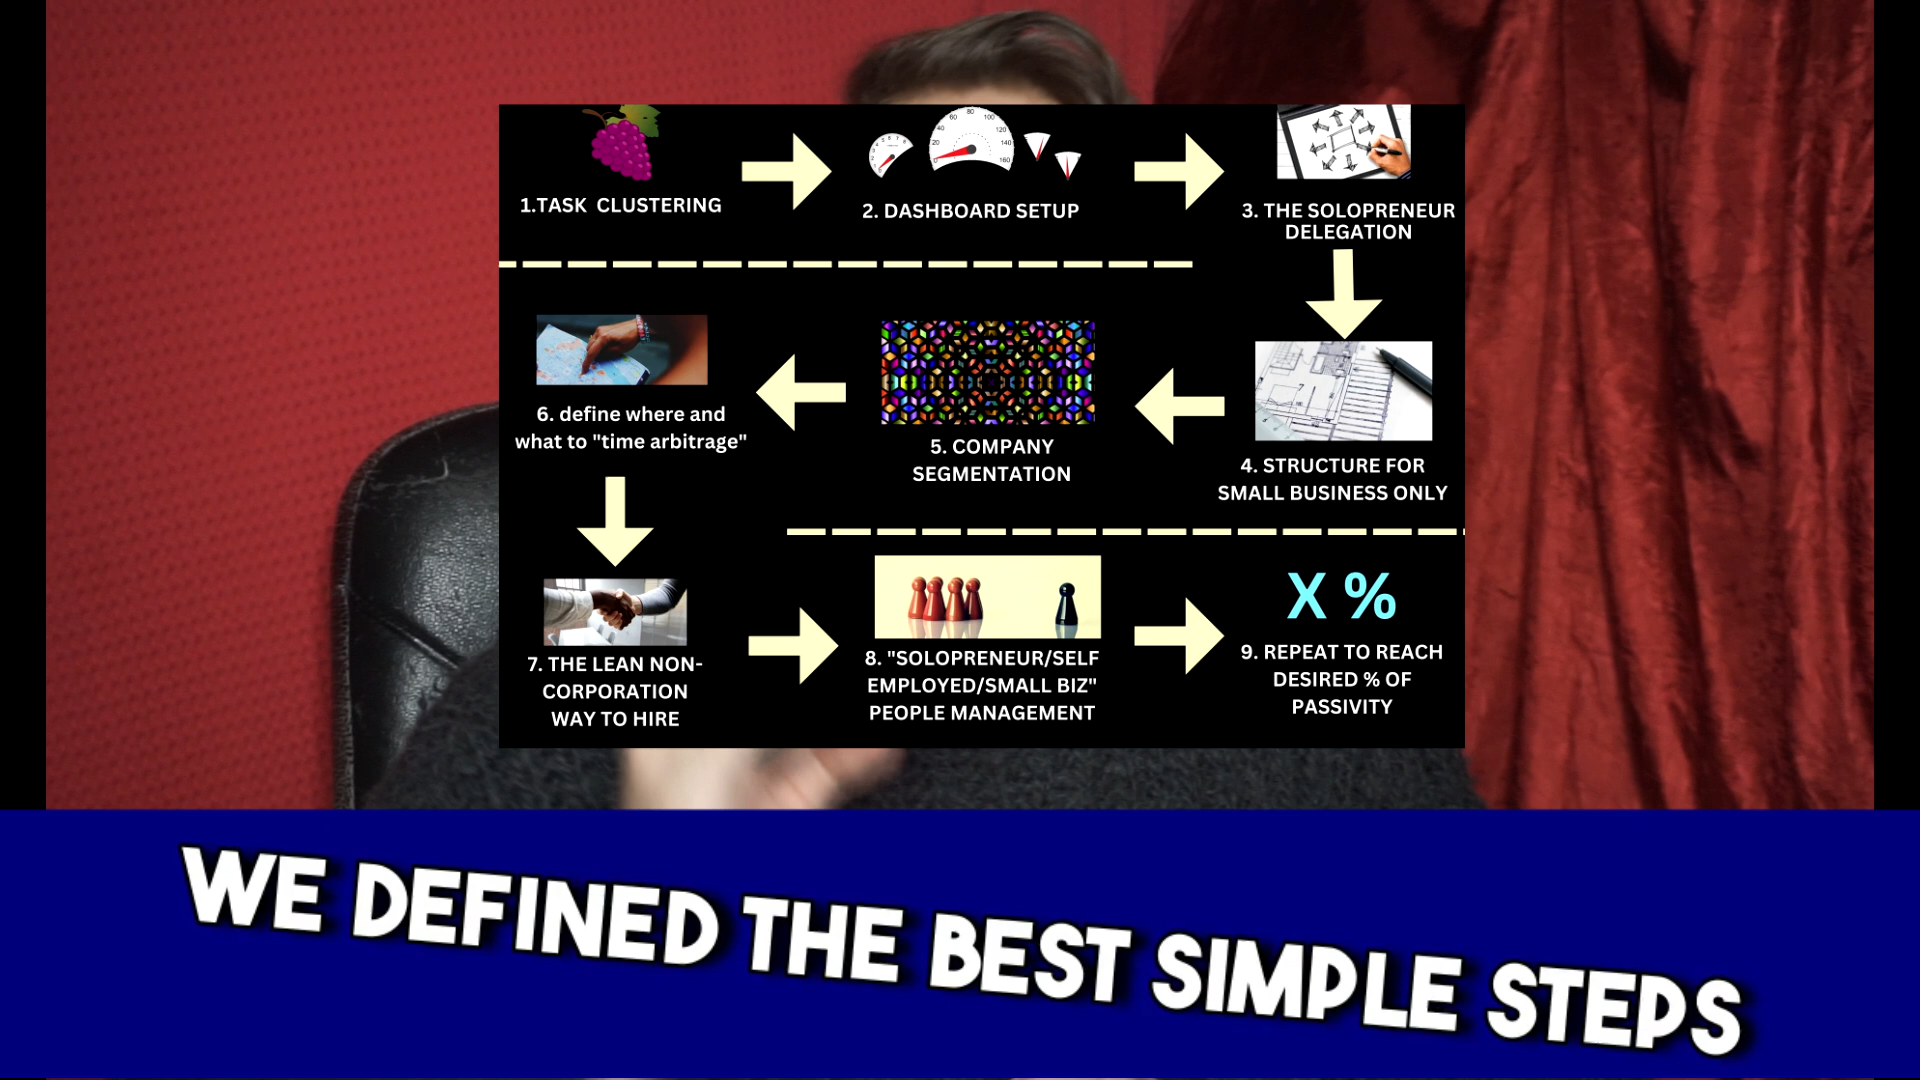 1.TASK CLUSTERING
2. DASHBOARD SETUP
3. THE SOLOPRENEUR
DELEGATION
4. STRUCTURE FOR
SMALL BUSINESS ONLY
5. COMPANY
SEGMENTATION
6. define where and
what to "time arbitrage"
7. THE LEAN NON-
CORPORATION
WAY TO HIRE
8. "SOLOPRENEUR/SELF
EMPLOYED/SMALL BIZ"
PEOPLE MANAGEMENT
X %
9. REPEAT TO REACH
DESIRED % OF
PASSIVITY
WE DEFINED THE BEST SIMPLE STEPS